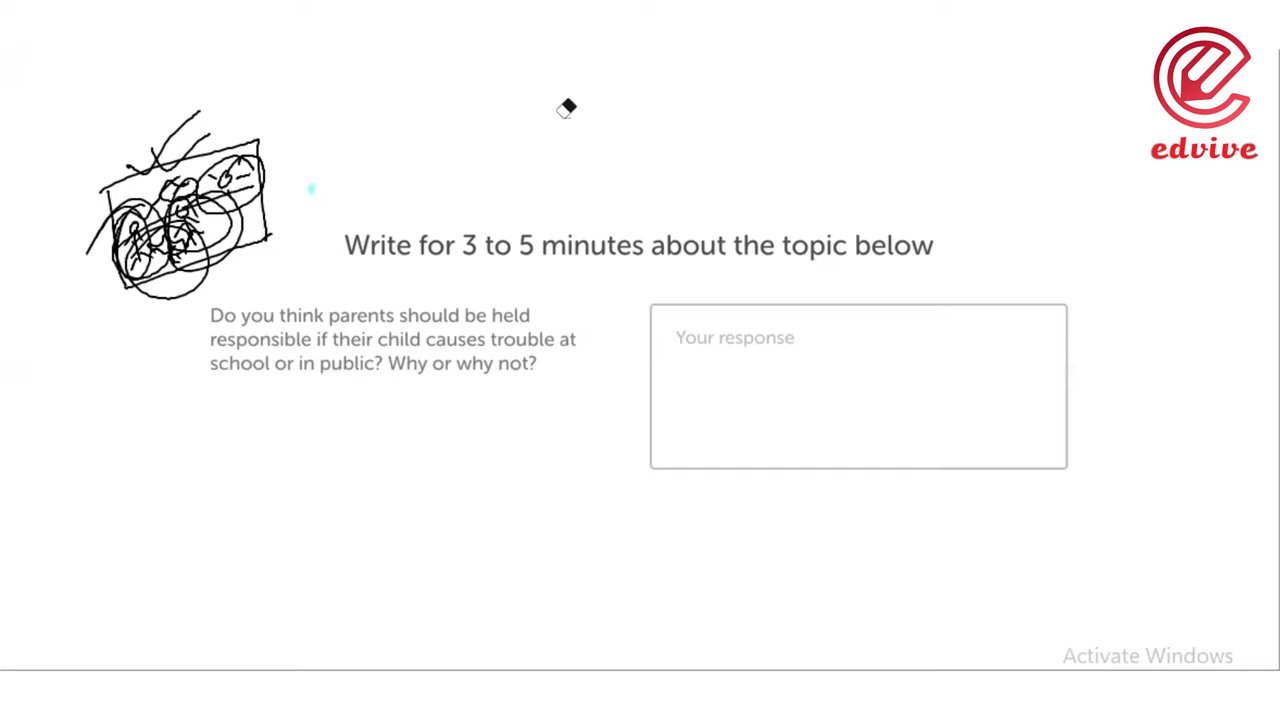 edvive
Write for 3 to 5 minutes about the topic below
Do you think parents should be held
responsible if their child causes trouble at
school or in public? Why or why not?
Your response
Activate Windows